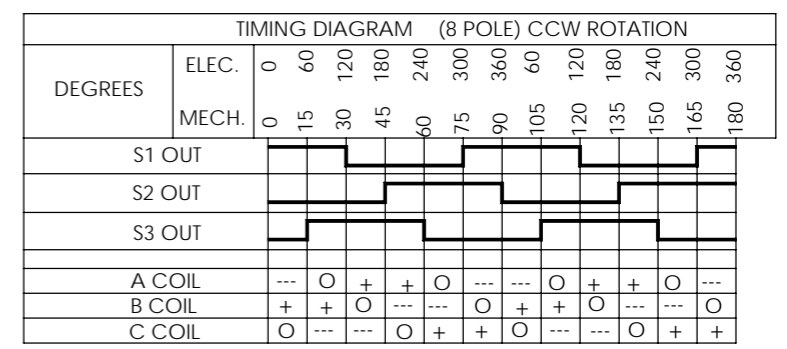 TIMING DIAGRAM (8 POLE) CCW ROTATION
DEGREES
ELEC. 0 60 120 180 240 300 360 60 120 180 240 300 360
MECH. 0 15 30 45 60 75 90 105 120 135 150 165 180
S1 OUT
S2 OUT
S3 OUT
A COIL --- O + + O --- --- O + + O ---
B COIL + + O --- --- O + + O --- --- O
C COIL O --- --- O + + O --- --- O + +